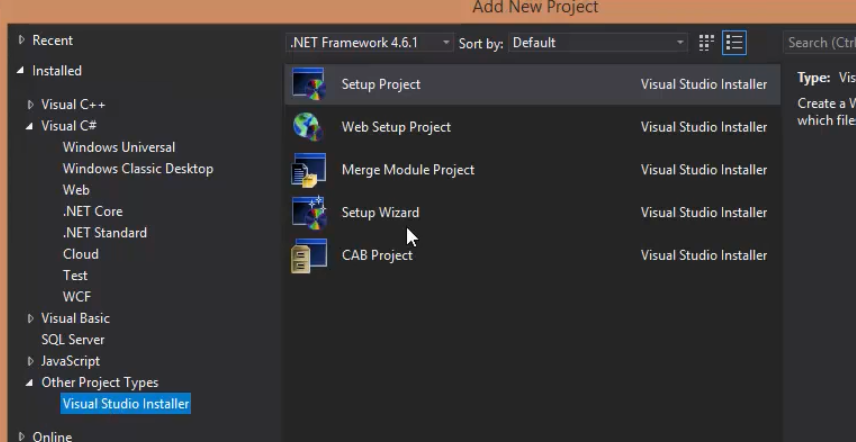 Add New Project
Recent
.NET Framework 4.6.1
Sort by: Default
Search (Ctrl
Installed
Visual C++
Visual C#
Windows Universal
Windows Classic Desktop
Web
.NET Core
.NET Standard
Cloud
Test
WCF
Visual Basic
SQL Server
JavaScript
Other Project Types
Visual Studio Installer
Online
Setup Project Visual Studio Installer
Web Setup Project Visual Studio Installer
Merge Module Project Visual Studio Installer
Setup Wizard Visual Studio Installer
CAB Project Visual Studio Installer
Type: Vis
Create a W
which files